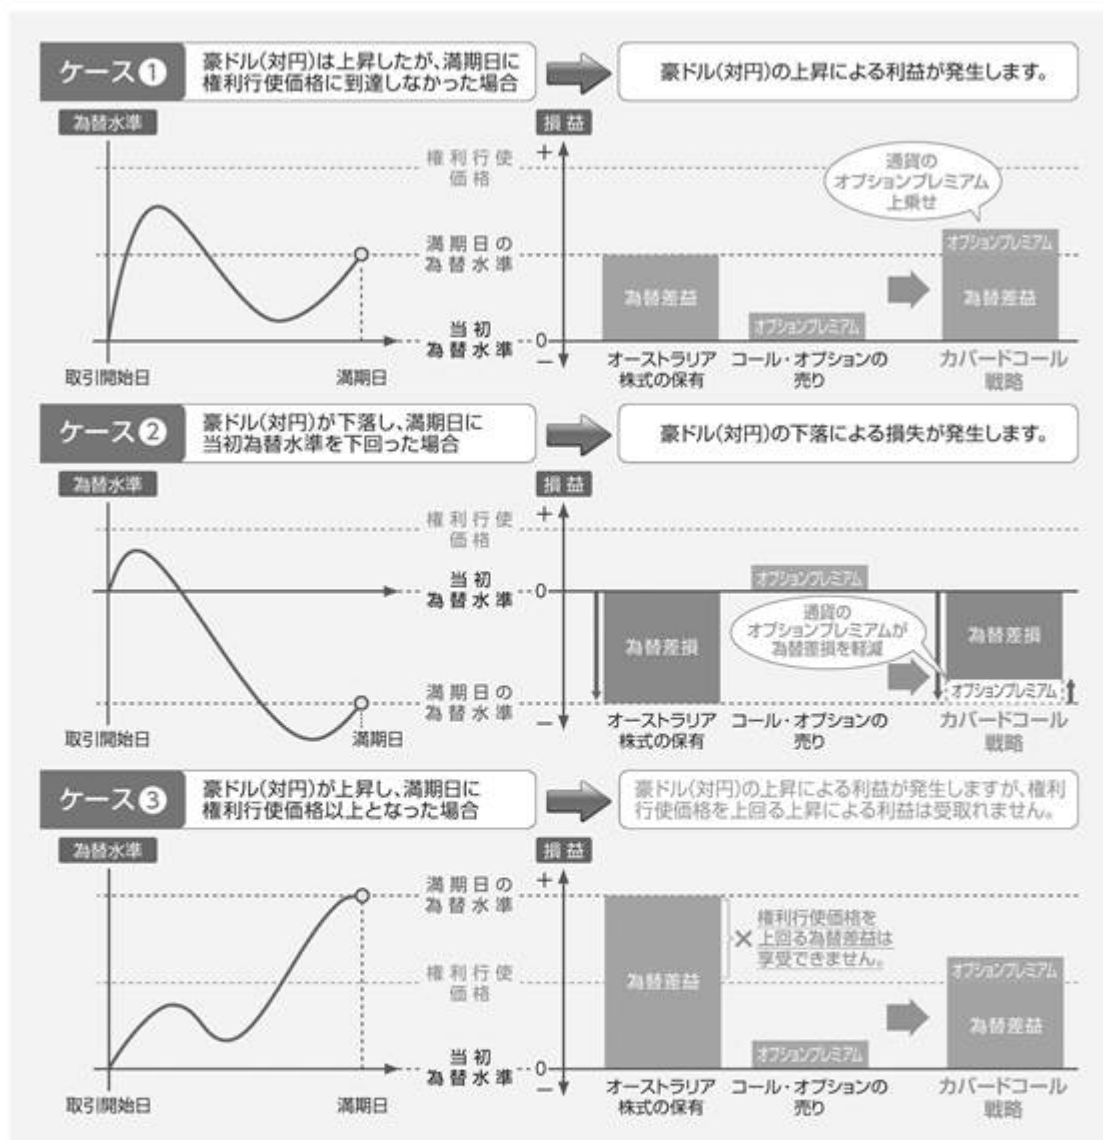 ケース❶
豪ドル(対円)は上昇したが、満期日に
権利行使価格に到達しなかった場合
豪ドル(対円)の上昇による利益が発生します。
為替水準
損益
権利行使
価格
満期日の
為替水準
当初
為替水準
取引開始日
満期日
+
0
−
通貨の
オプションプレミアム
上乗せ
為替差益
オプションプレミアム
オプションプレミアム
為替差益
オーストラリア
株式の保有
コール・オプションの
売り
カバードコール
戦略
ケース❷
豪ドル(対円)が下落し、満期日に
当初為替水準を下回った場合
豪ドル(対円)の下落による損失が発生します。
為替水準
損益
権利行使
価格
当初
為替水準
満期日の
為替水準
取引開始日
満期日
+
0
−
オプションプレミアム
通貨の
オプションプレミアムが
為替差損を軽減
為替差損
為替差損
オプションプレミアム
オーストラリア
株式の保有
コール・オプションの
売り
カバードコール
戦略
ケース❸
豪ドル(対円)が上昇し、満期日に
権利行使価格以上となった場合
豪ドル(対円)の上昇による利益が発生しますが、権利
行使価格を上回る上昇による利益は受取れません。
為替水準
損益
満期日の
為替水準
権利行使
価格
当初
為替水準
取引開始日
満期日
+
0
−
×
権利行使価格を
上回る為替差益は
享受できません。
為替差益
オプションプレミアム
オプションプレミアム
為替差益
オーストラリア
株式の保有
コール・オプションの
売り
カバードコール
戦略